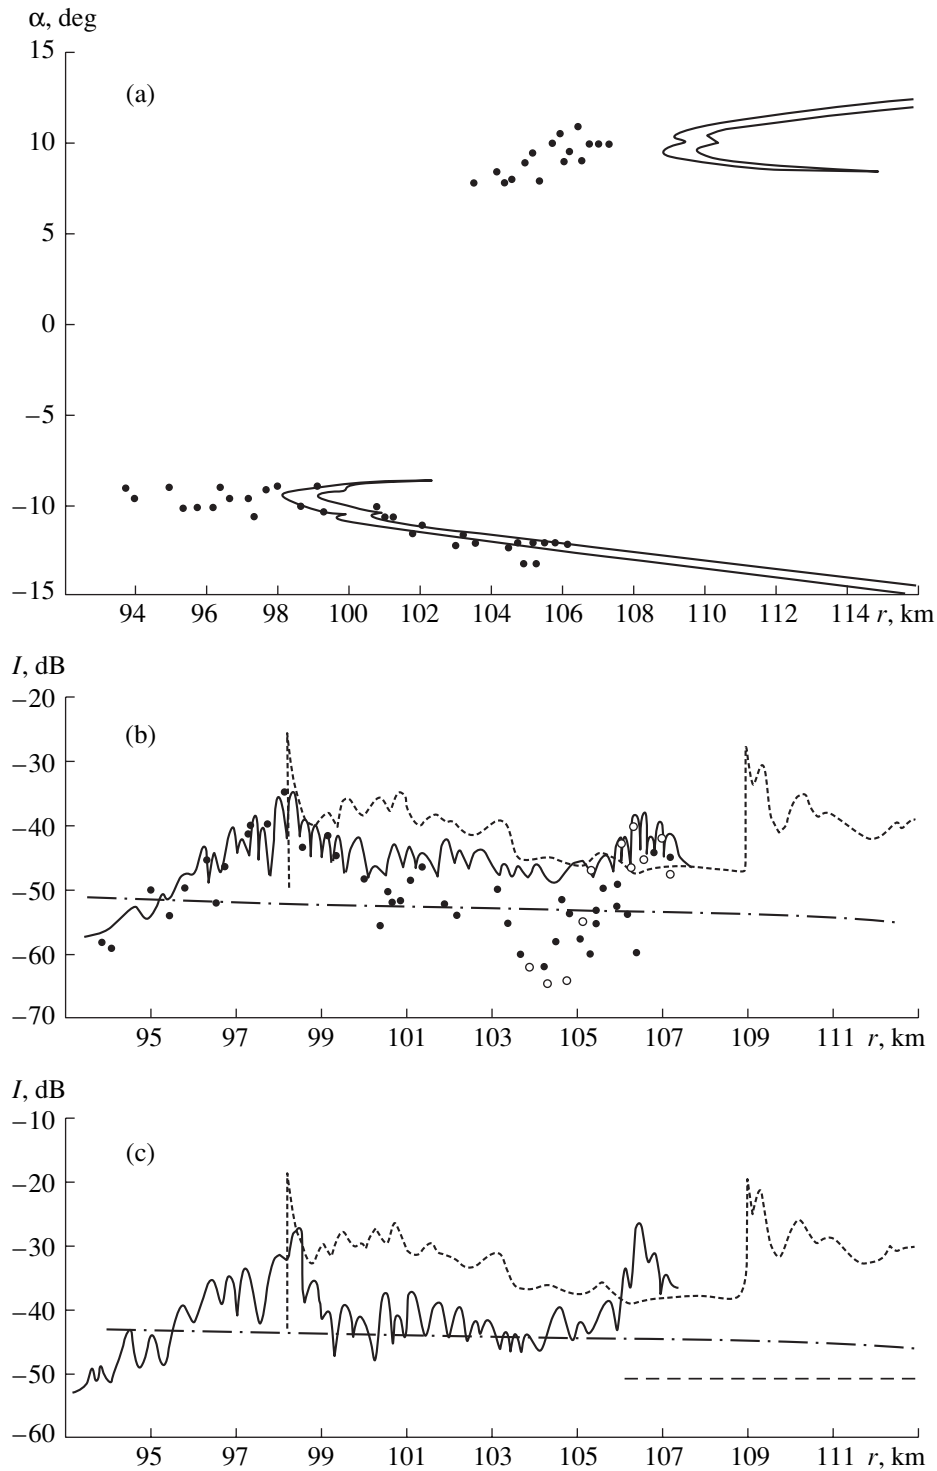 α, deg
15
(a)
10
5
0
–5
–10
–15
94 96 98 100 102 104 106 108 110 112 114 r, km
I, dB
–20
(b)
–30
–40
–50
–60
–70
95 97 99 101 103 105 107 109 111 r, km
I, dB
–10
(c)
–20
–30
–40
–50
–60
95 97 99 101 103 105 107 109 111 r, km